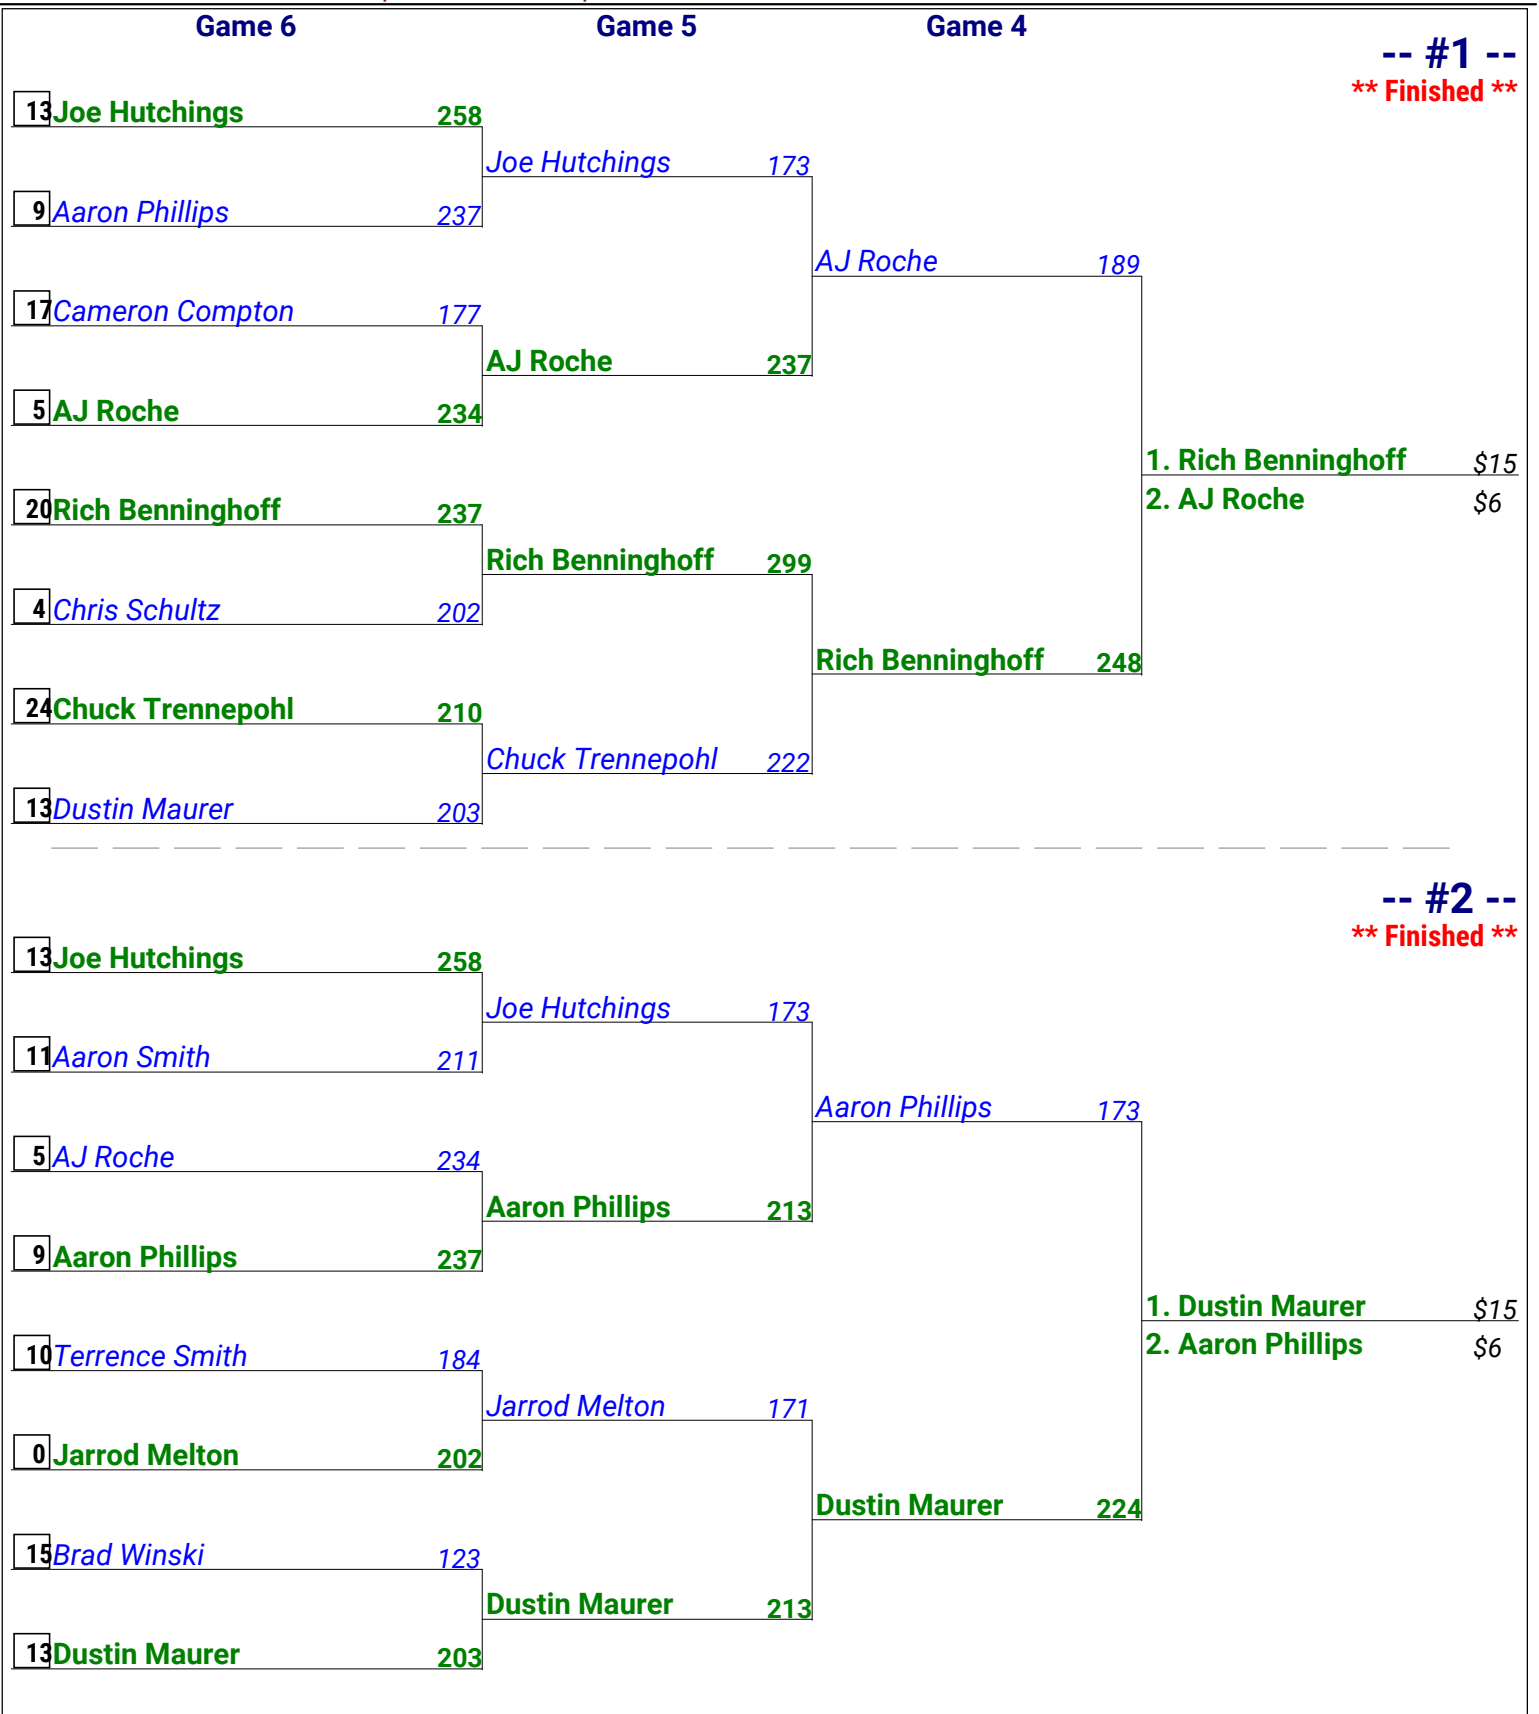 Game 6 Game 5 Game 4
-- #1 --
** Finished **
13 Joe Hutchings 258
Joe Hutchings 173
9 Aaron Phillips 237
AJ Roche 189
17 Cameron Compton 177
AJ Roche 237
5 AJ Roche 234
1. Rich Benninghoff $15
2. AJ Roche $6
20 Rich Benninghoff 237
Rich Benninghoff 299
4 Chris Schultz 202
Rich Benninghoff 248
24 Chuck Trennepohl 210
Chuck Trennepohl 222
13 Dustin Maurer 203
-- #2 --
** Finished **
13 Joe Hutchings 258
Joe Hutchings 173
11 Aaron Smith 211
Aaron Phillips 173
5 AJ Roche 234
Aaron Phillips 213
9 Aaron Phillips 237
1. Dustin Maurer $15
2. Aaron Phillips $6
10 Terrence Smith 184
Jarrod Melton 171
0 Jarrod Melton 202
Dustin Maurer 224
15 Brad Winski 123
Dustin Maurer 213
13 Dustin Maurer 203